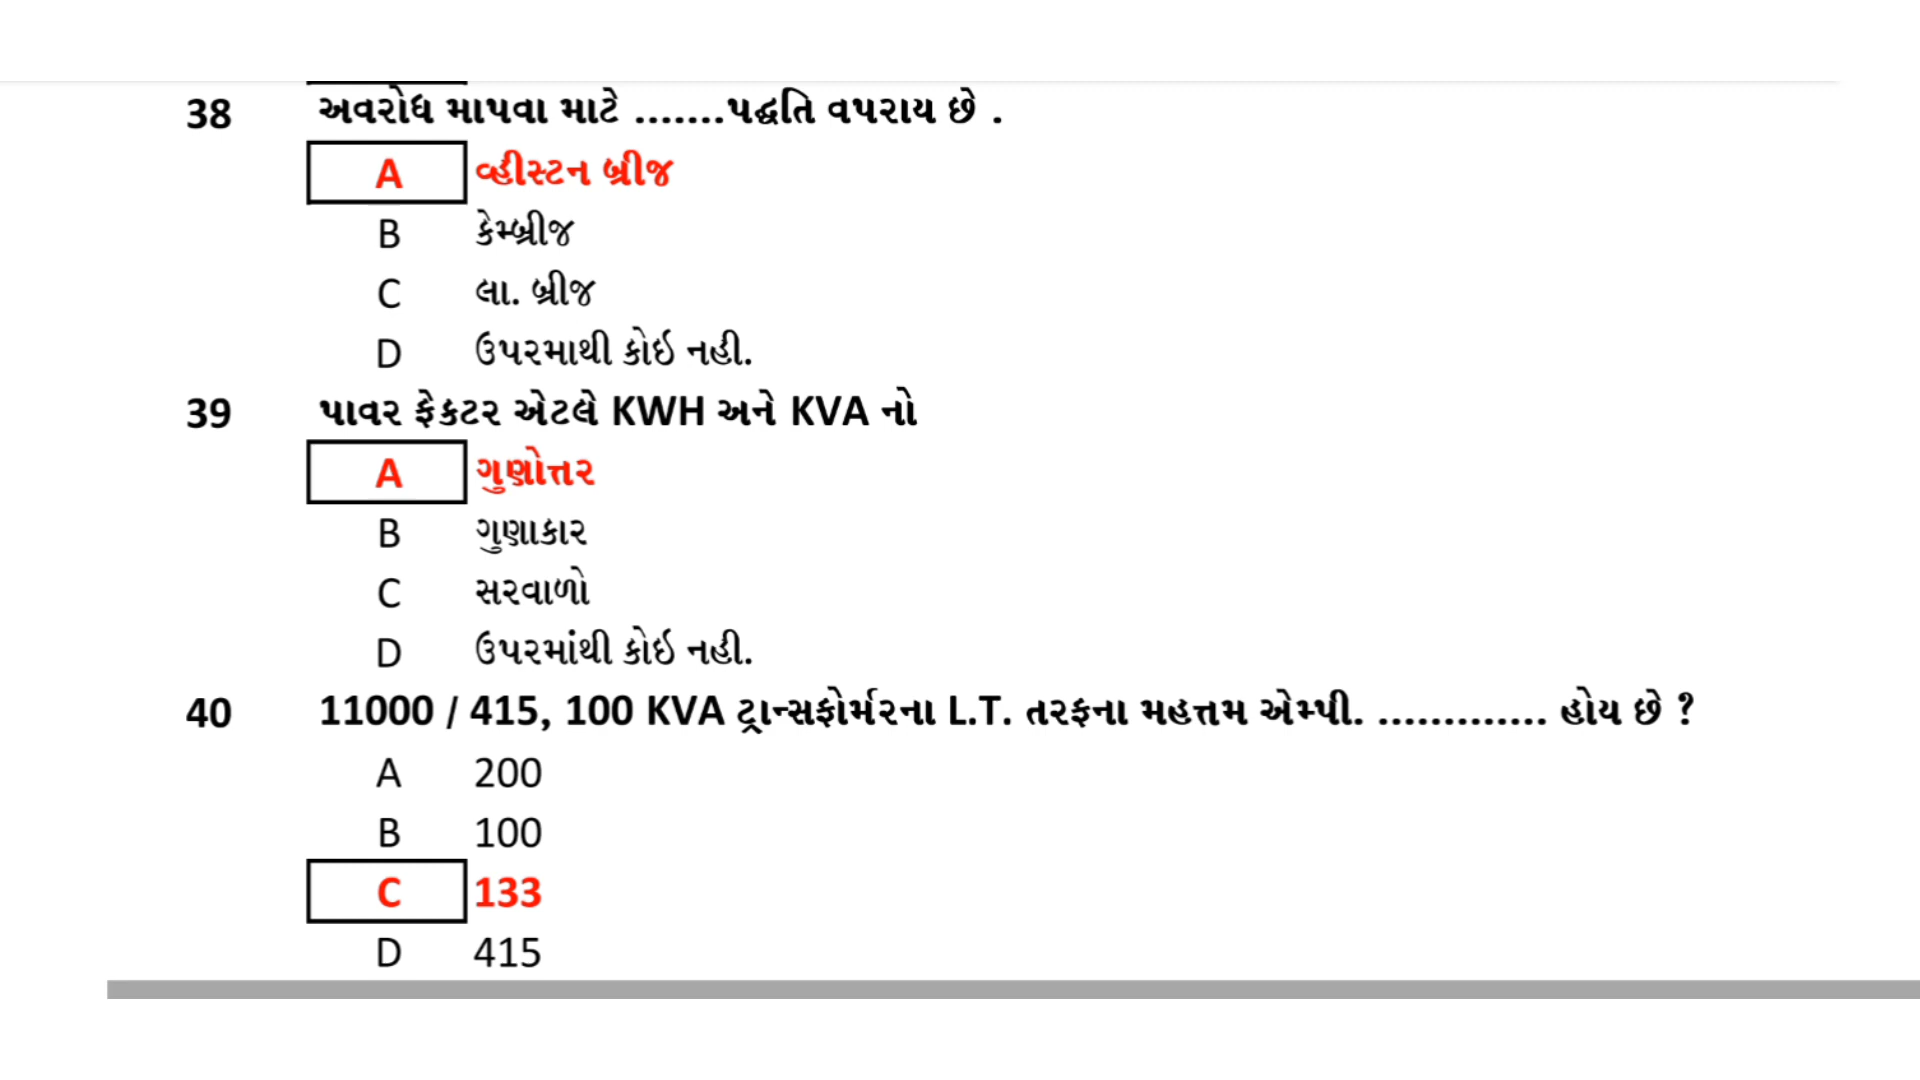 38 અવરોધ માપવા માટે .......પદ્ધતિ વપરાય છે .
A વ્હીસ્ટન બ્રીજ
B કેમ્બ્રીજ
C લા. બ્રીજ
D ઉપરમાથી કોઇ નહી.
39 પાવર ફેકટર એટલે KWH અને KVA નો
A ગુણોત્તર
B ગુણાકાર
C સરવાળો
D ઉપરમાંથી કોઇ નહી.
40 11000 / 415, 100 KVA ટ્રાન્સફોર્મરના L.T. તરફના મહત્તમ એમ્પી. ............. હોય છે ?
A 200
B 100
C 133
D 415